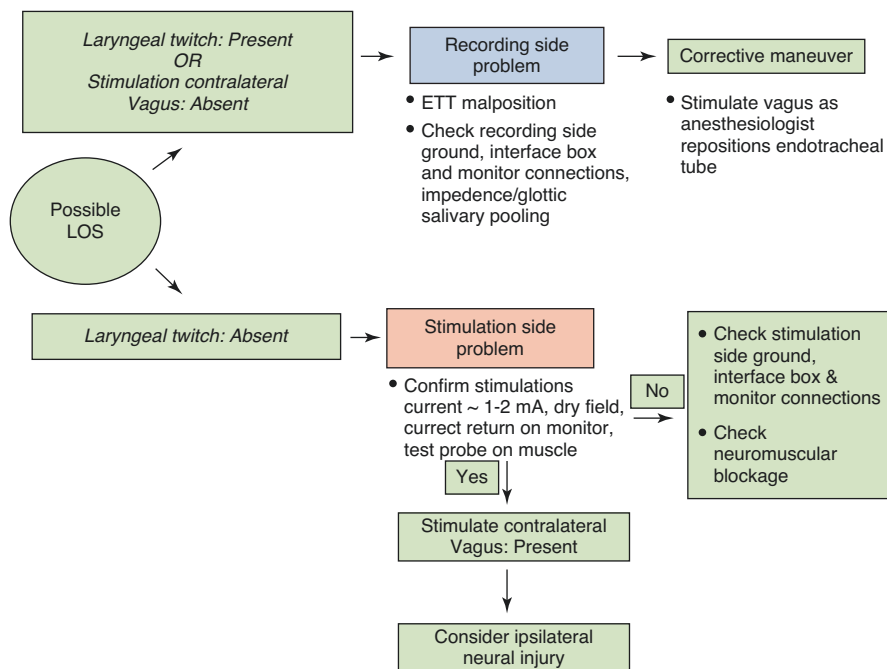 Laryngeal twitch: Present
OR
Stimulation contralateral
Vagus: Absent
Recording side
problem
Corrective maneuver
• ETT malposition
• Check recording side
ground, interface box
and monitor connections,
impedence/glottic
salivary pooling
• Stimulate vagus as
anesthesiologist
repositions endotracheal
tube
Possible
LOS
Laryngeal twitch: Absent
Stimulation side
problem
• Confirm stimulations
current ~ 1-2 mA, dry field,
currect return on monitor,
test probe on muscle
No
• Check stimulation
side ground,
interface box &
monitor connections
• Check
neuromuscular
blockage
Yes
Stimulate contralateral
Vagus: Present
Consider ipsilateral
neural injury